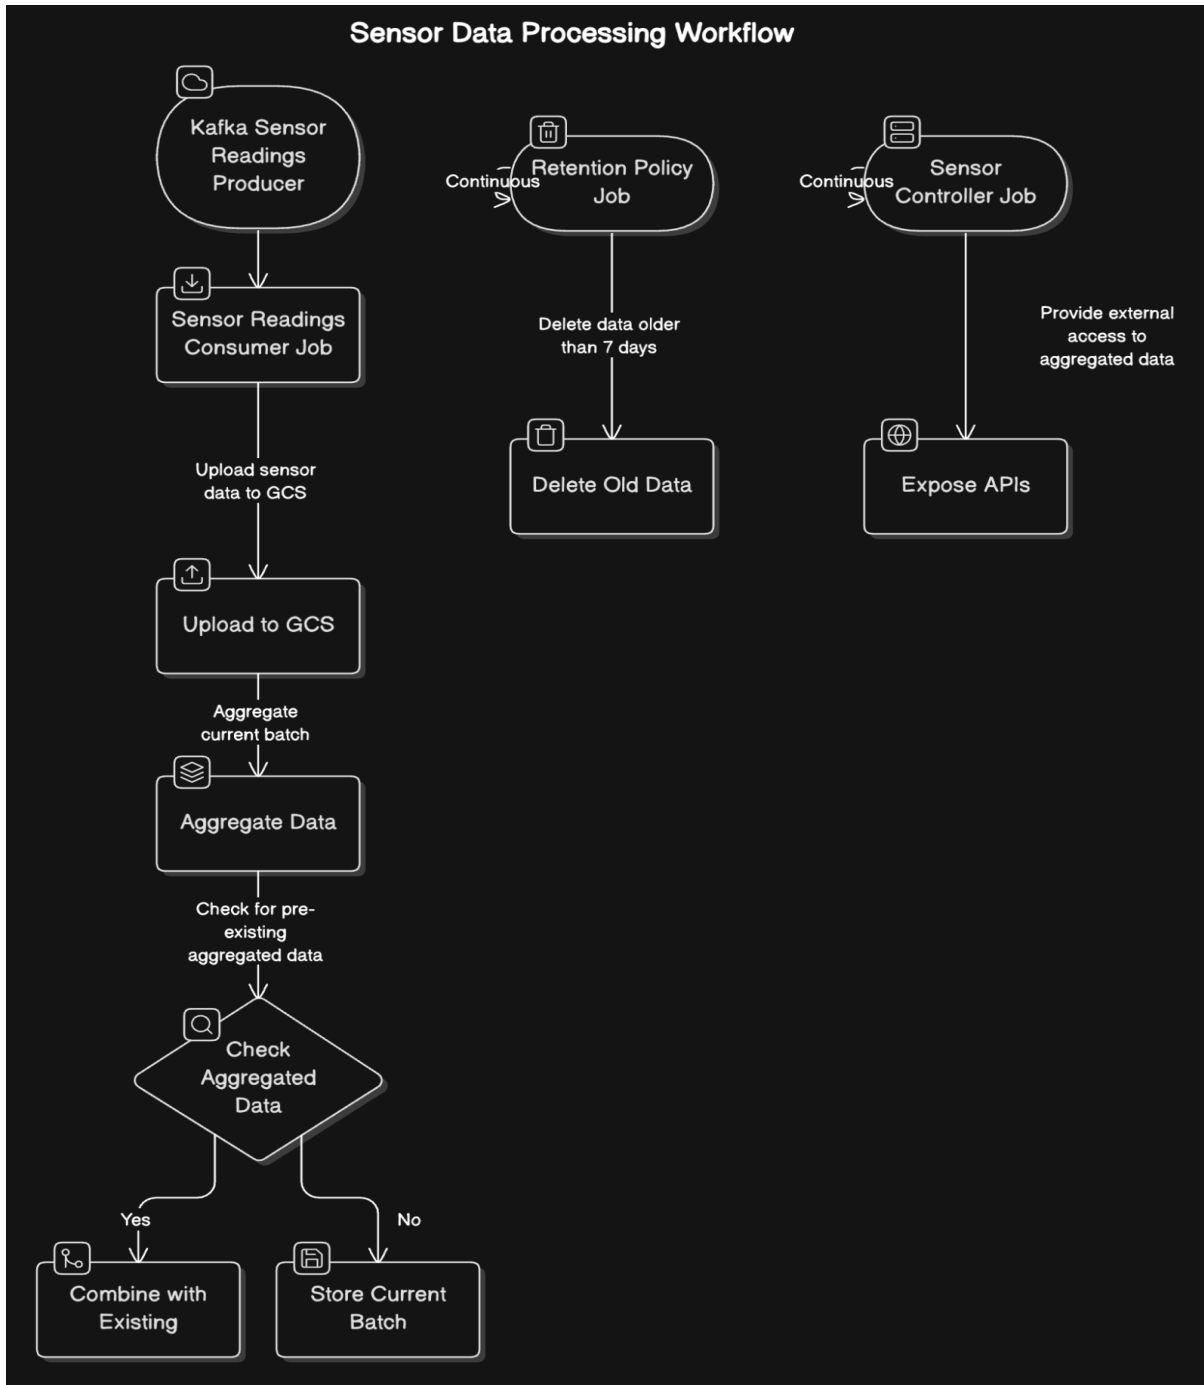 Sensor Data Processing Workflow
Kafka Sensor
Readings
Producer
Sensor Readings
Consumer Job
Upload sensor
data to GCS
Upload to GCS
Aggregate
current batch
Aggregate Data
Check for pre-
existing
aggregated data
Check
Aggregated
Data
Yes
No
Combine with
Existing
Store Current
Batch
Continuous
Retention Policy
Job
Delete data older
than 7 days
Delete Old Data
Continuous
Sensor
Controller Job
Provide external
access to
aggregated data
Expose APIs